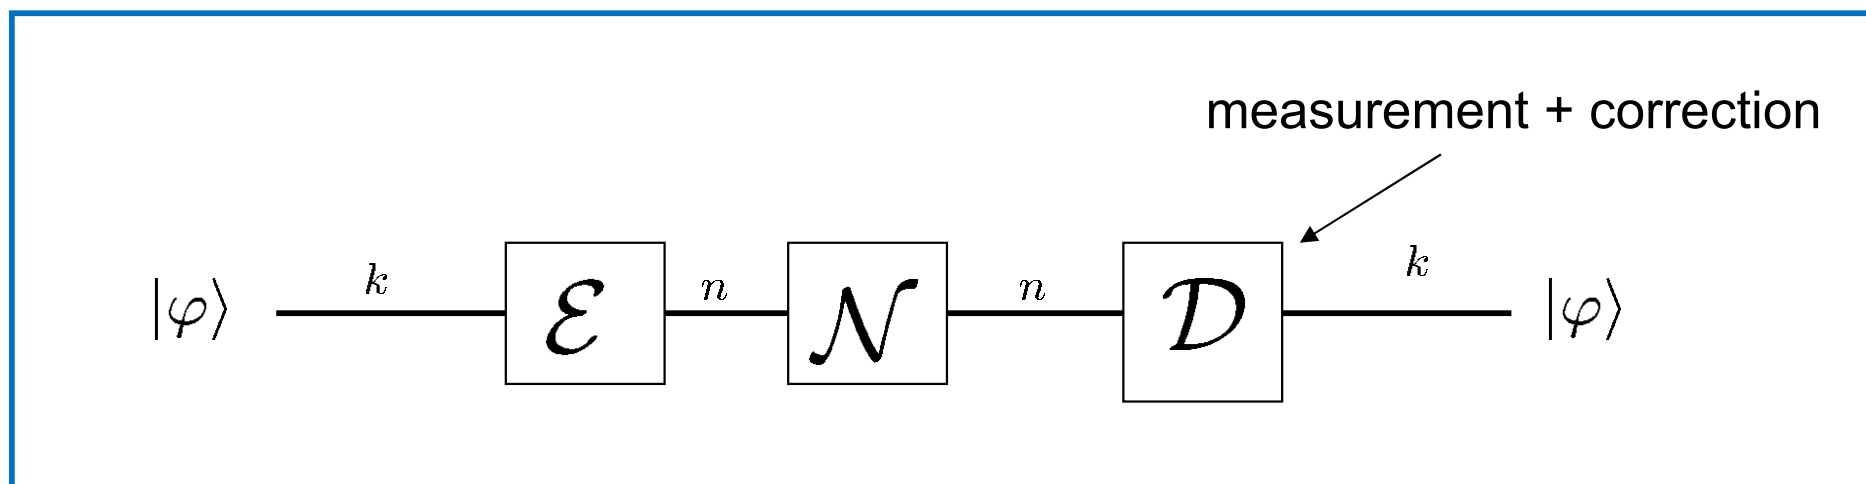 measurement + correction
|φ⟩ k ℰ n 𝒩 n 𝒟 k |φ⟩